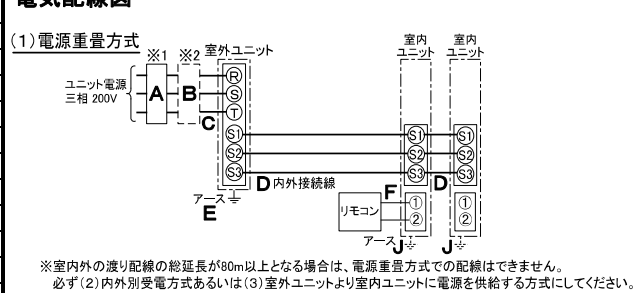 電気配線図
(1)電源重畳方式
※1 ※2 室外ユニット
室内
ユニット
室内
ユニット
ユニット電源
三相 200V
A
B
C
R
S
T
S1
S2
S3
S1
S2
S3
S1
S2
S3
D 内外接続線
D
アース
E
F
リモコン
①
②
①
②
アース J
J
※室内外の渡り配線の総延長が80m以上となる場合は、電源重畳方式での配線はできません。
必ず(2)内外別受電方式あるいは(3)室外ユニットより室内ユニットに電源を供給する方式にしてください。